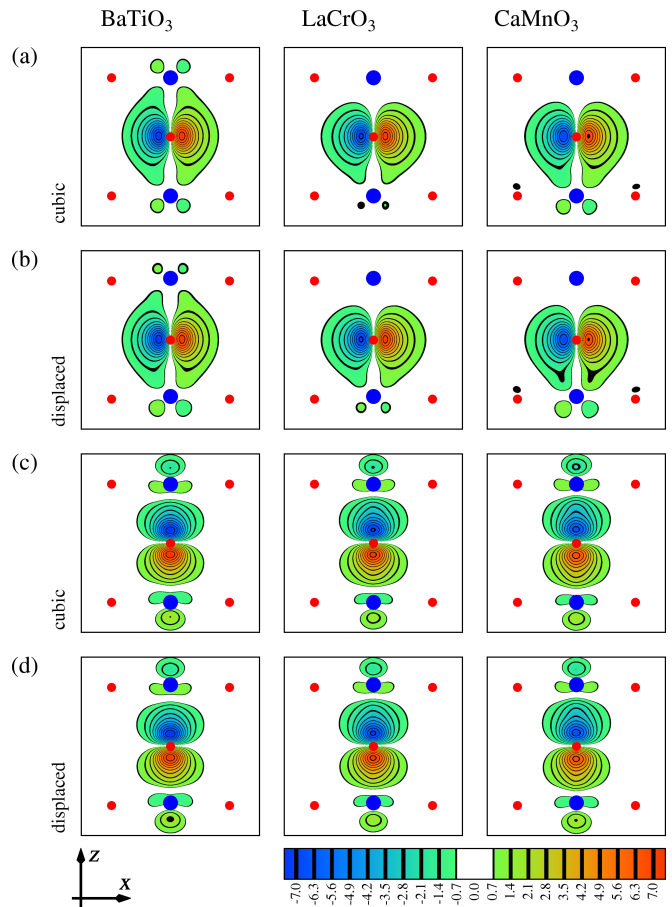 BaTiO₃ LaCrO₃ CaMnO₃
(a)
cubic
(b)
displaced
(c)
cubic
(d)
displaced
Z
X
-7.0 -6.3 -5.6 -4.9 -3.5 -2.8 -2.1 -1.4 -0.7 0.0 0.7 1.4 2.1 2.8 3.5 4.2 4.9 5.6 6.3 7.0